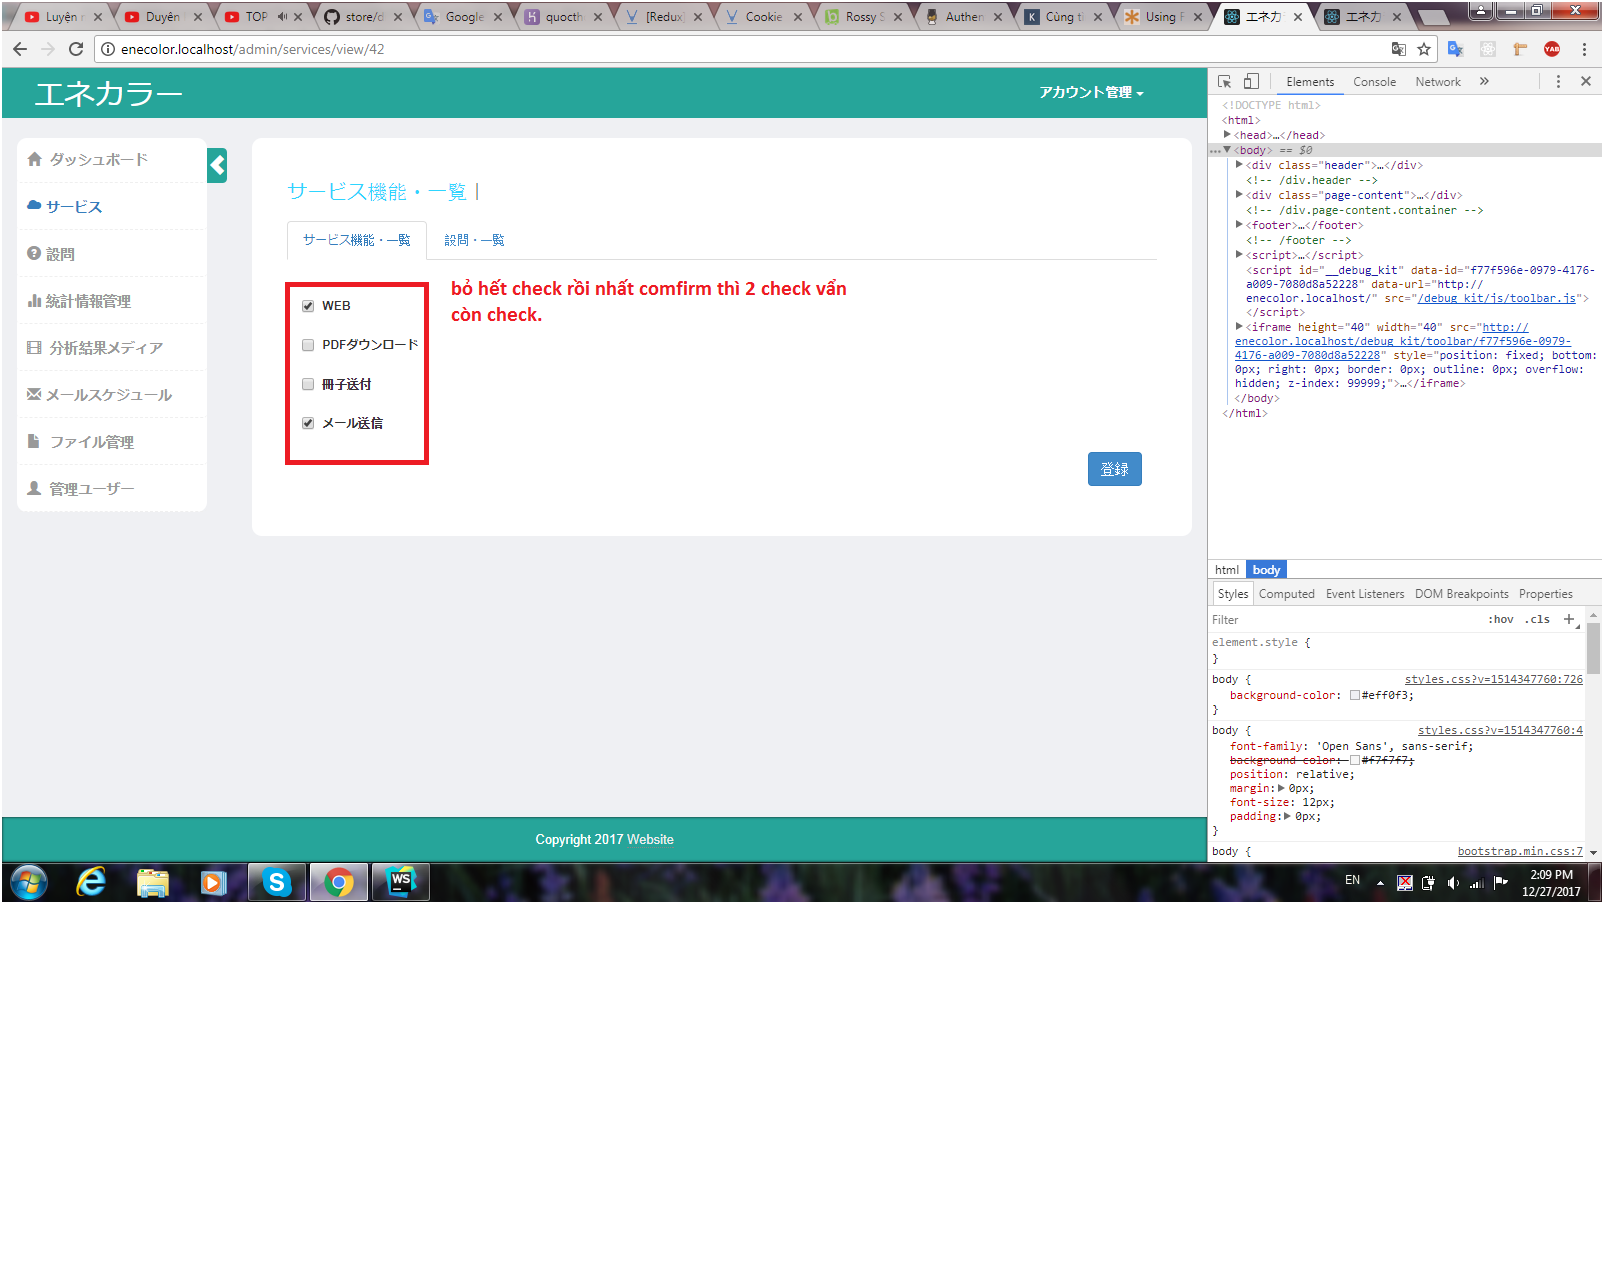 Luyện
Duyên
TOP
store/d
Google
quocth
[Redux]
Cookie
Rossy S
Authen
Cùng t
Using F
エネカ
エネカ
enecolor.localhost/admin/services/view/42
エネカラー
アカウント管理
ダッシュボード
サービス
設問
統計情報管理
分析結果メディア
メールスケジュール
ファイル管理
管理ユーザー
サービス機能・一覧 |
サービス機能・一覧
設問・一覧
WEB
PDFダウンロード
冊子送付
メール送信
bỏ hết check rồi nhất comfirm thì 2 check vẩn
còn check.
登録
Copyright 2017 Website
Elements Console Network »
<!DOCTYPE html>
<html>
<head>…</head>
<body> == $0
<div class="header">…</div>
<!-- /div.header -->
<div class="page-content">…</div>
<!-- /div.page-content.container -->
<footer>…</footer>
<!-- /footer -->
<script>…</script>
<script id="__debug_kit" data-id="f77f596e-0979-4176-
a009-7080d8a52228" data-url="http://
enecolor.localhost/" src="/debug_kit/js/toolbar.js">
</script>
<iframe height="40" width="40" src="http://
enecolor.localhost/debug_kit/toolbar/f77f596e-0979-
4176-a009-7080d8a52228" style="position: fixed; bottom:
0px; right: 0px; border: 0px; outline: 0px; overflow:
hidden; z-index: 99999;">…</iframe>
</body>
</html>
html body
Styles Computed Event Listeners DOM Breakpoints Properties
Filter :hov .cls +
element.style {
}
body { styles.css?v=1514347760:726
background-color: #eff0f3;
}
body { styles.css?v=1514347760:4
font-family: 'Open Sans', sans-serif;
background-color: #f7f7f7;
position: relative;
margin: 0px;
font-size: 12px;
padding: 0px;
}
body { bootstrap.min.css:7
EN
2:09 PM
12/27/2017